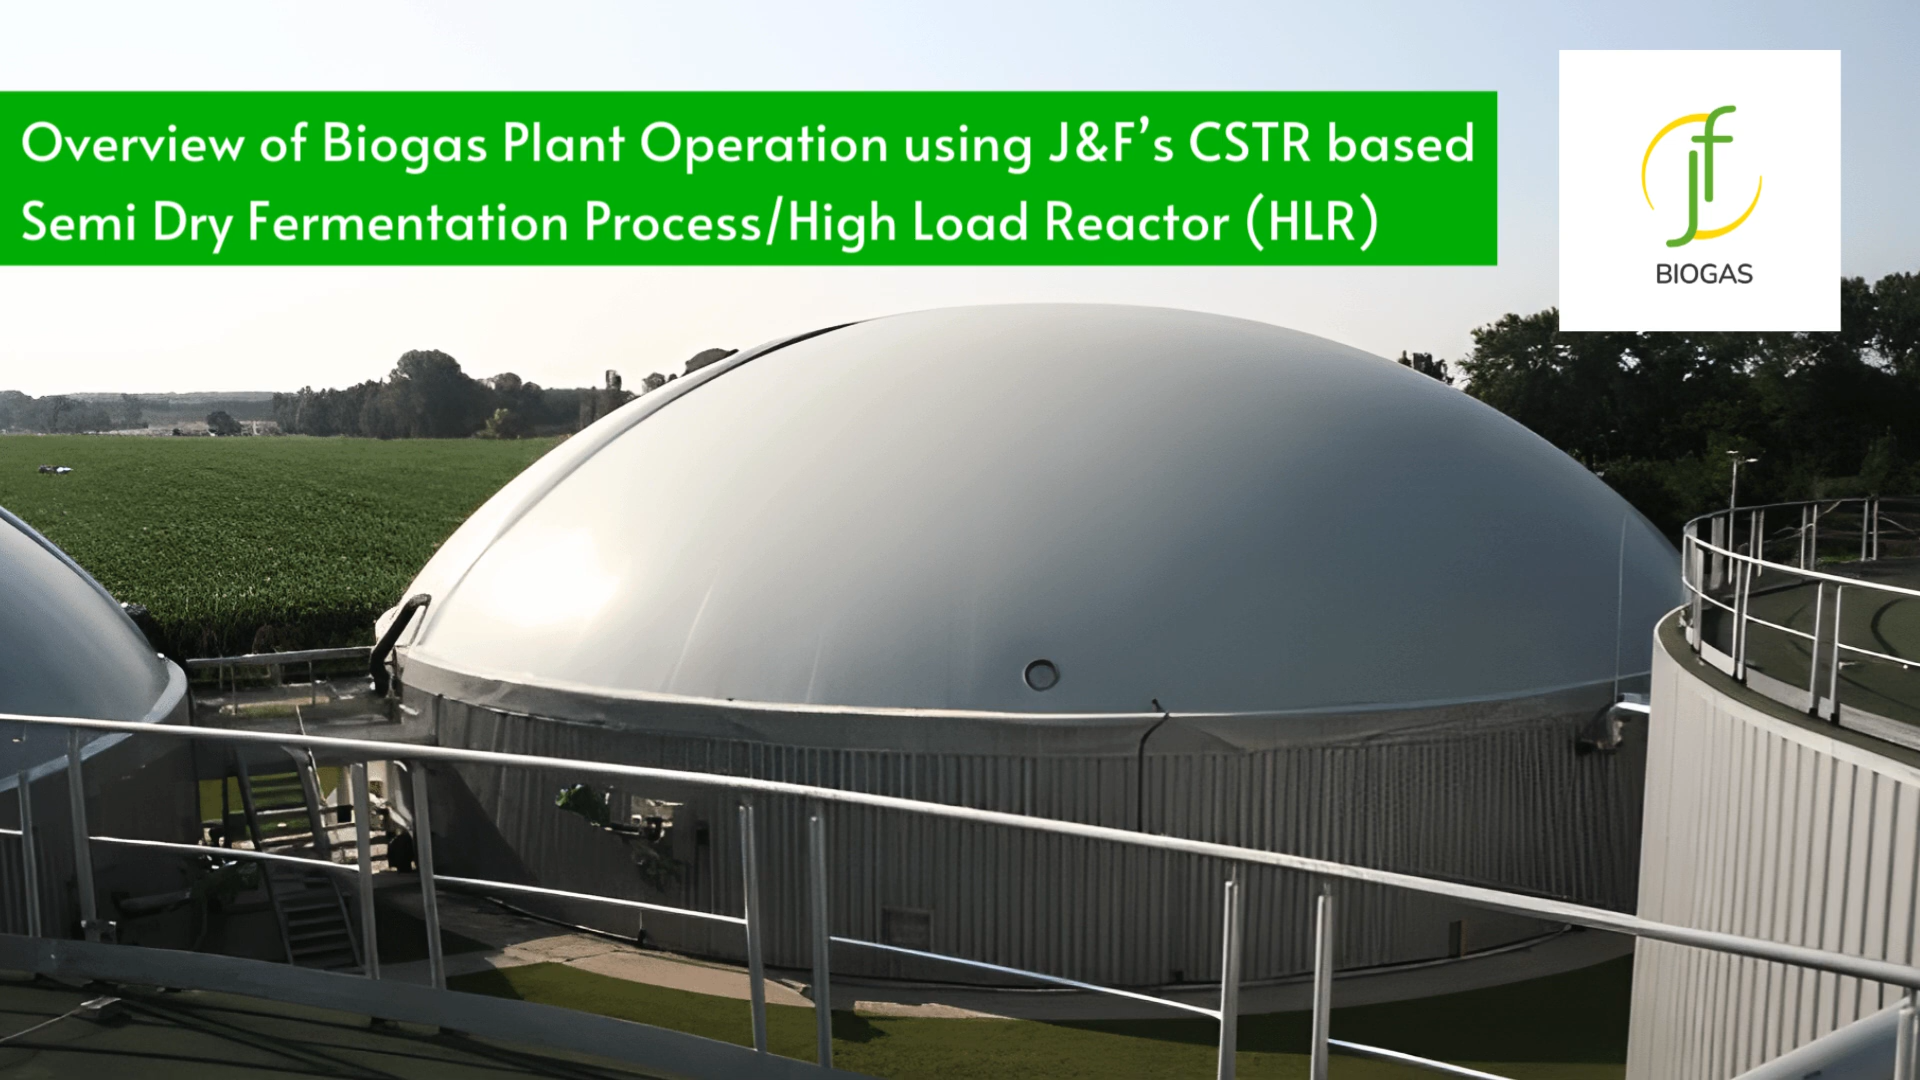 Overview of Biogas Plant Operation using J&F’s CSTR based
Semi Dry Fermentation Process/High Load Reactor (HLR)
jf
BIOGAS